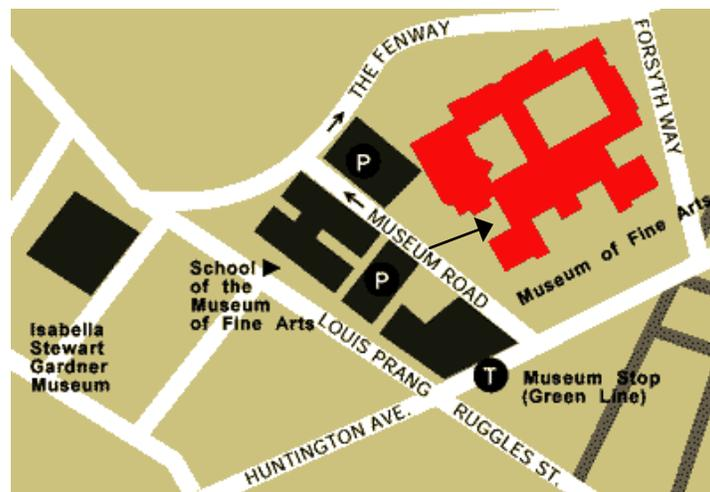 THE FENWAY
FORSYTH WAY
P
MUSEUM ROAD
Museum of Fine Arts
School
of the
Museum
of Fine Arts
P
Isabella
Stewart
Gardner
Museum
LOUIS PRANG
T
Museum Stop
(Green Line)
HUNTINGTON AVE.
RUGGLES ST.